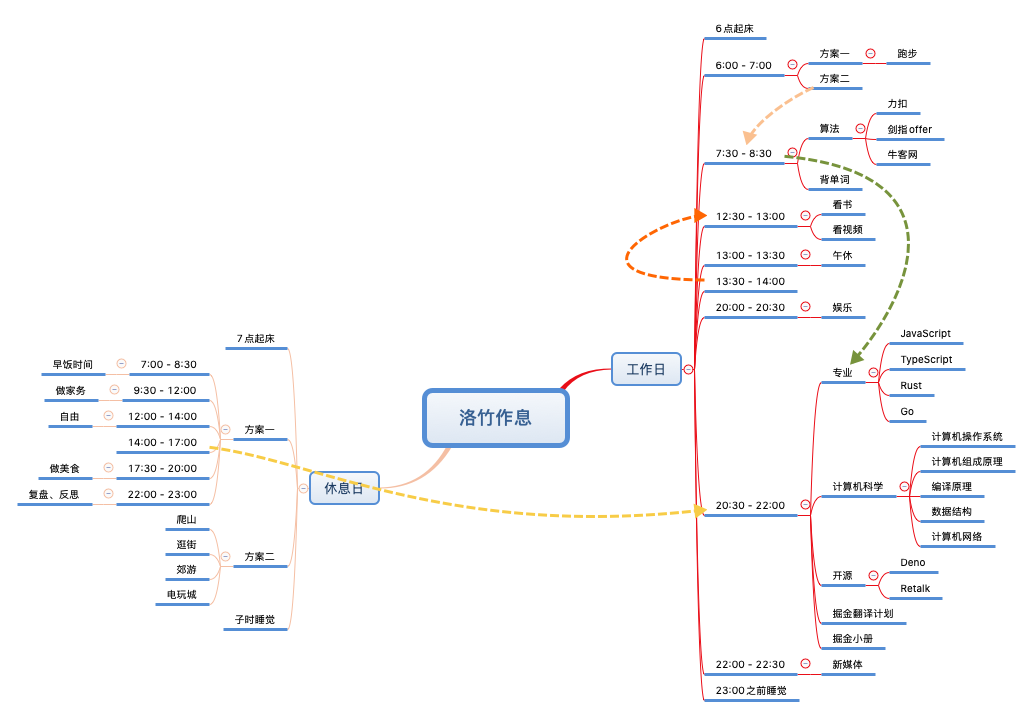 洛竹作息
工作日
6点起床
6:00 - 7:00
方案一
跑步
方案二
7:30 - 8:30
算法
力扣
剑指offer
牛客网
背单词
12:30 - 13:00
看书
看视频
13:00 - 13:30
午休
13:30 - 14:00
20:00 - 20:30
娱乐
20:30 - 22:00
专业
JavaScript
TypeScript
Rust
Go
计算机科学
计算机操作系统
计算机组成原理
编译原理
数据结构
计算机网络
开源
Deno
Retalk
掘金翻译计划
掘金小册
22:00 - 22:30
新媒体
23:00之前睡觉
休息日
7点起床
方案一
7:00 - 8:30
早饭时间
9:30 - 12:00
做家务
12:00 - 14:00
自由
14:00 - 17:00
17:30 - 20:00
做美食
22:00 - 23:00
复盘、反思
方案二
爬山
逛街
郊游
电玩城
子时睡觉